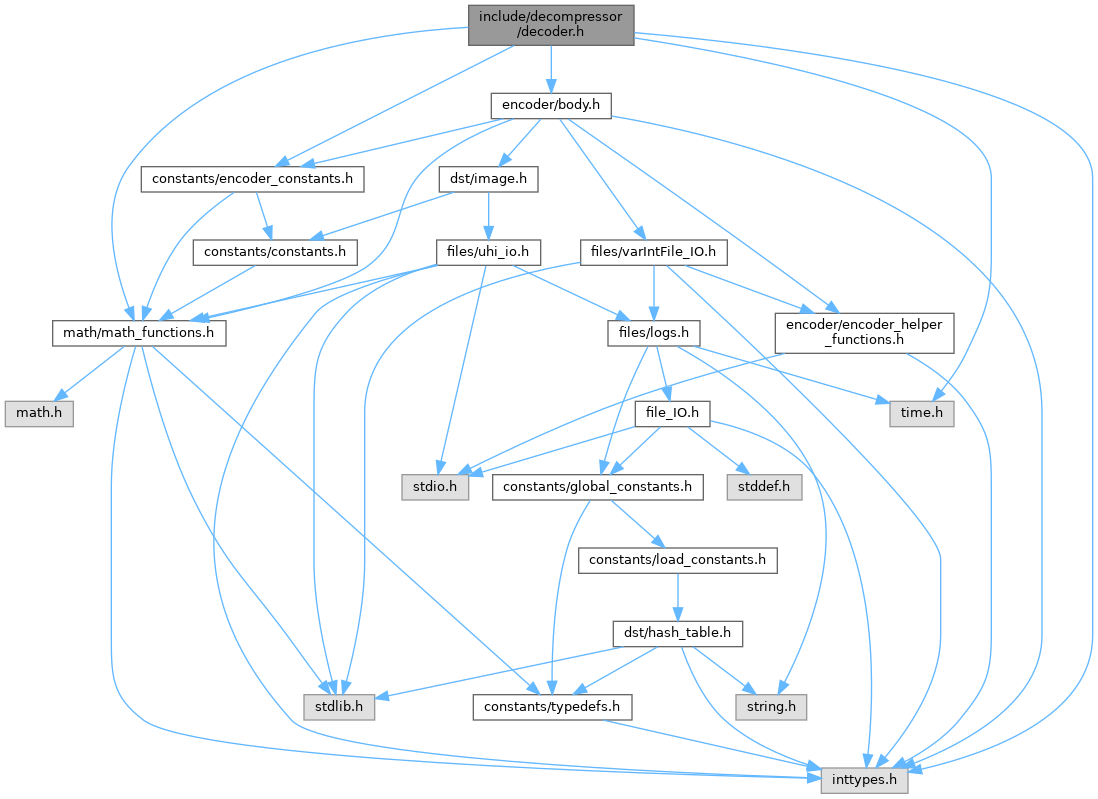 include/decompressor
/decoder.h
encoder/body.h
constants/encoder_constants.h
dst/image.h
constants/constants.h
files/uhi_io.h
files/varIntFile_IO.h
math/math_functions.h
files/logs.h
encoder/encoder_helper
_functions.h
math.h
file_IO.h
time.h
stdio.h
constants/global_constants.h
stddef.h
constants/load_constants.h
dst/hash_table.h
stdlib.h
constants/typedefs.h
string.h
inttypes.h